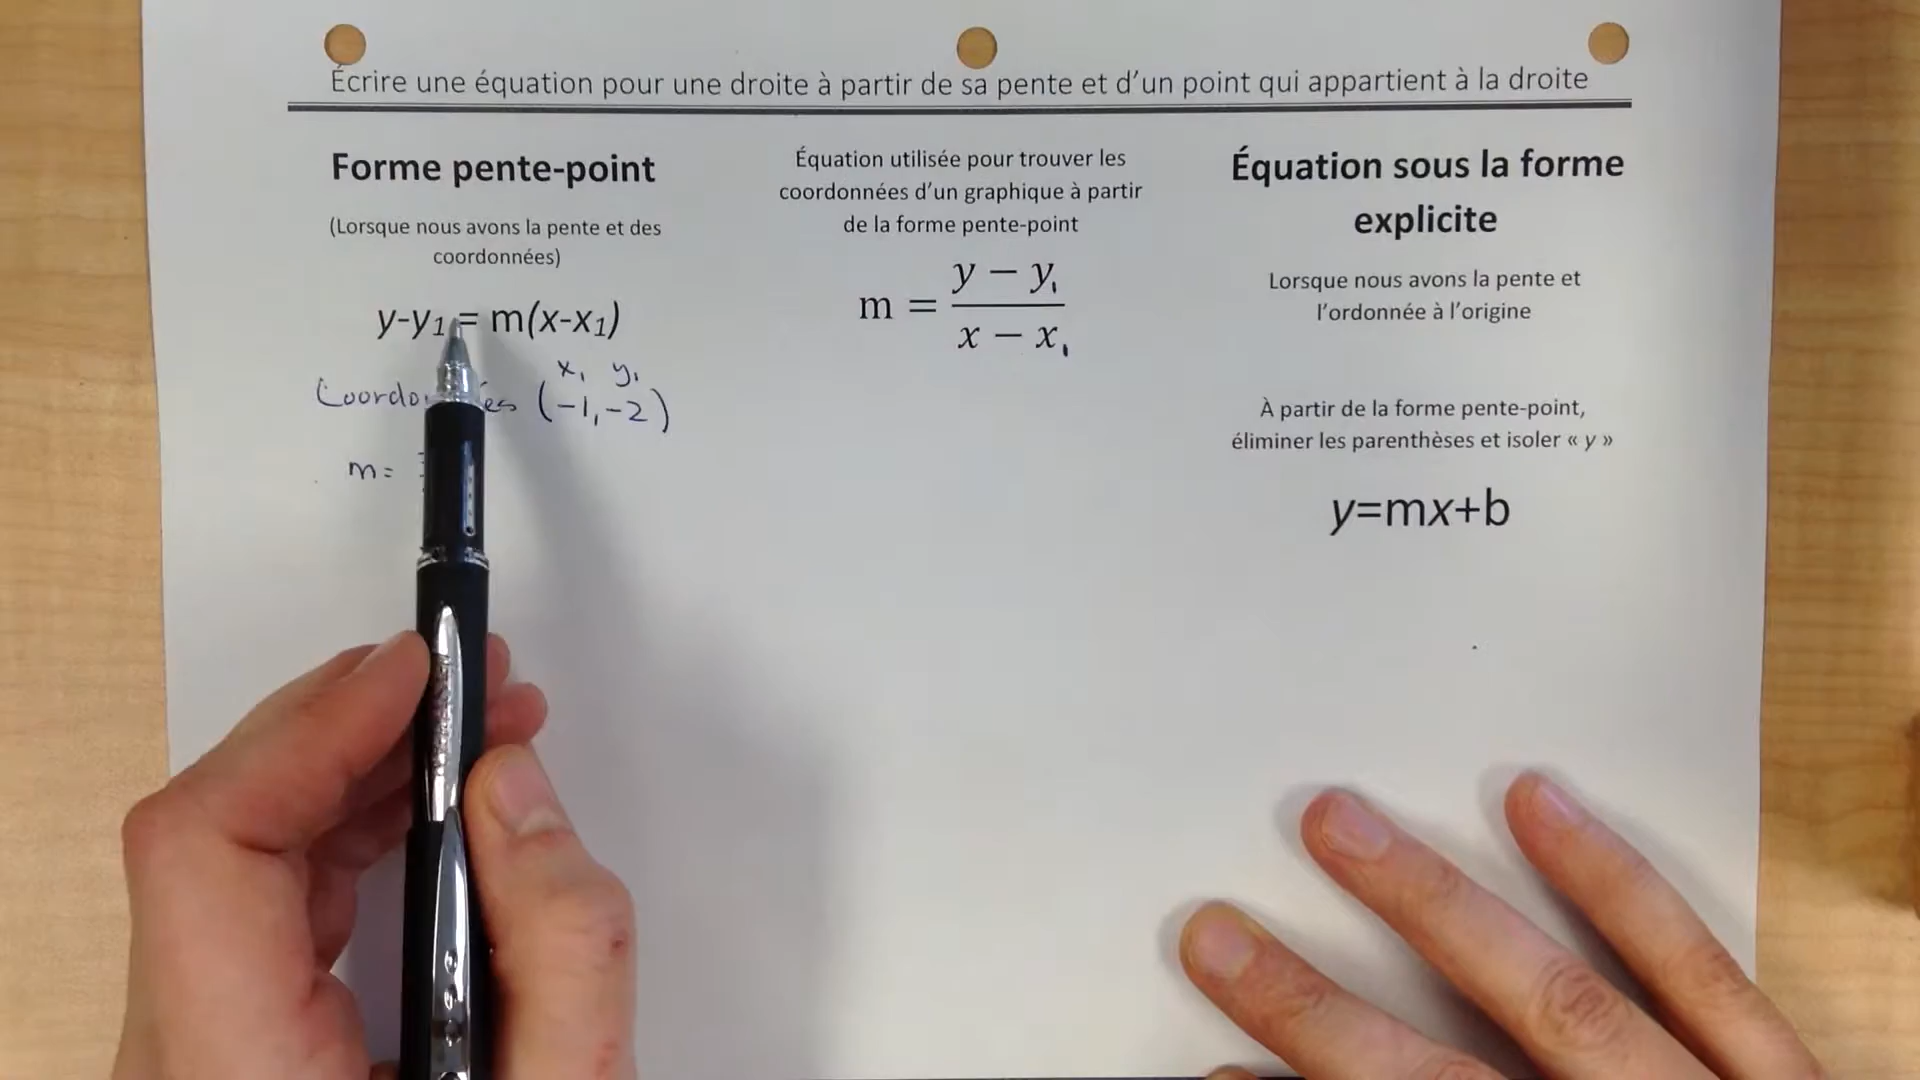 Écrire une équation pour une droite à partir de sa pente et d'un point qui appartient à la droite
Forme pente-point
(Lorsque nous avons la pente et des
coordonnées)
y-y₁= m(x-x₁)
x₁ y₁
(-1,-2)
m=
Équation utilisée pour trouver les
coordonnées d'un graphique à partir
de la forme pente-point
m = (y − y₁)/(x − x₁)
Équation sous la forme
explicite
Lorsque nous avons la pente et
l'ordonnée à l'origine
À partir de la forme pente-point,
éliminer les parenthèses et isoler « y »
y=mx+b